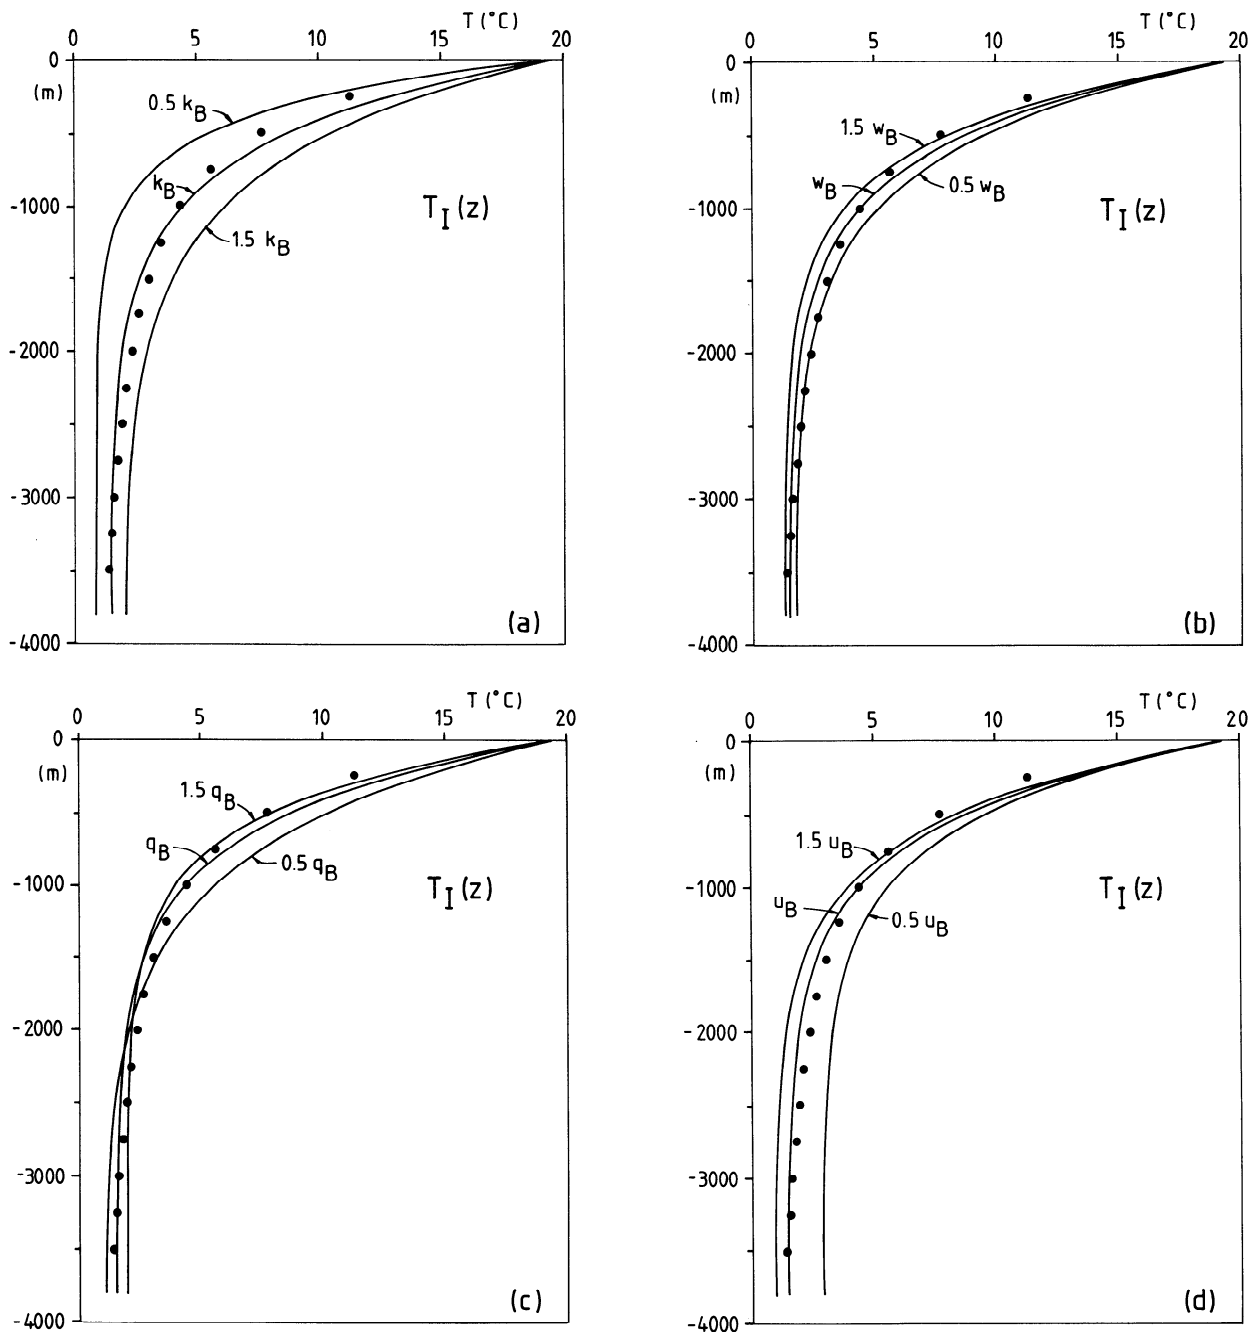 T (°C)
0 5 10 15 20
0
(m)
0.5 kB
kB
1.5 kB
TI(z)
-1000
-2000
-3000
-4000
(a)
T (°C)
0 5 10 15 20
0
(m)
1.5 wB
wB
0.5 wB
TI(z)
-1000
-2000
-3000
-4000
(b)
T (°C)
0 5 10 15 20
0
(m)
1.5 qB
qB
0.5 qB
TI(z)
-1000
-2000
-3000
-4000
(c)
T (°C)
0 5 10 15 20
0
(m)
1.5 uB
uB
0.5 uB
TI(z)
-1000
-2000
-3000
-4000
(d)